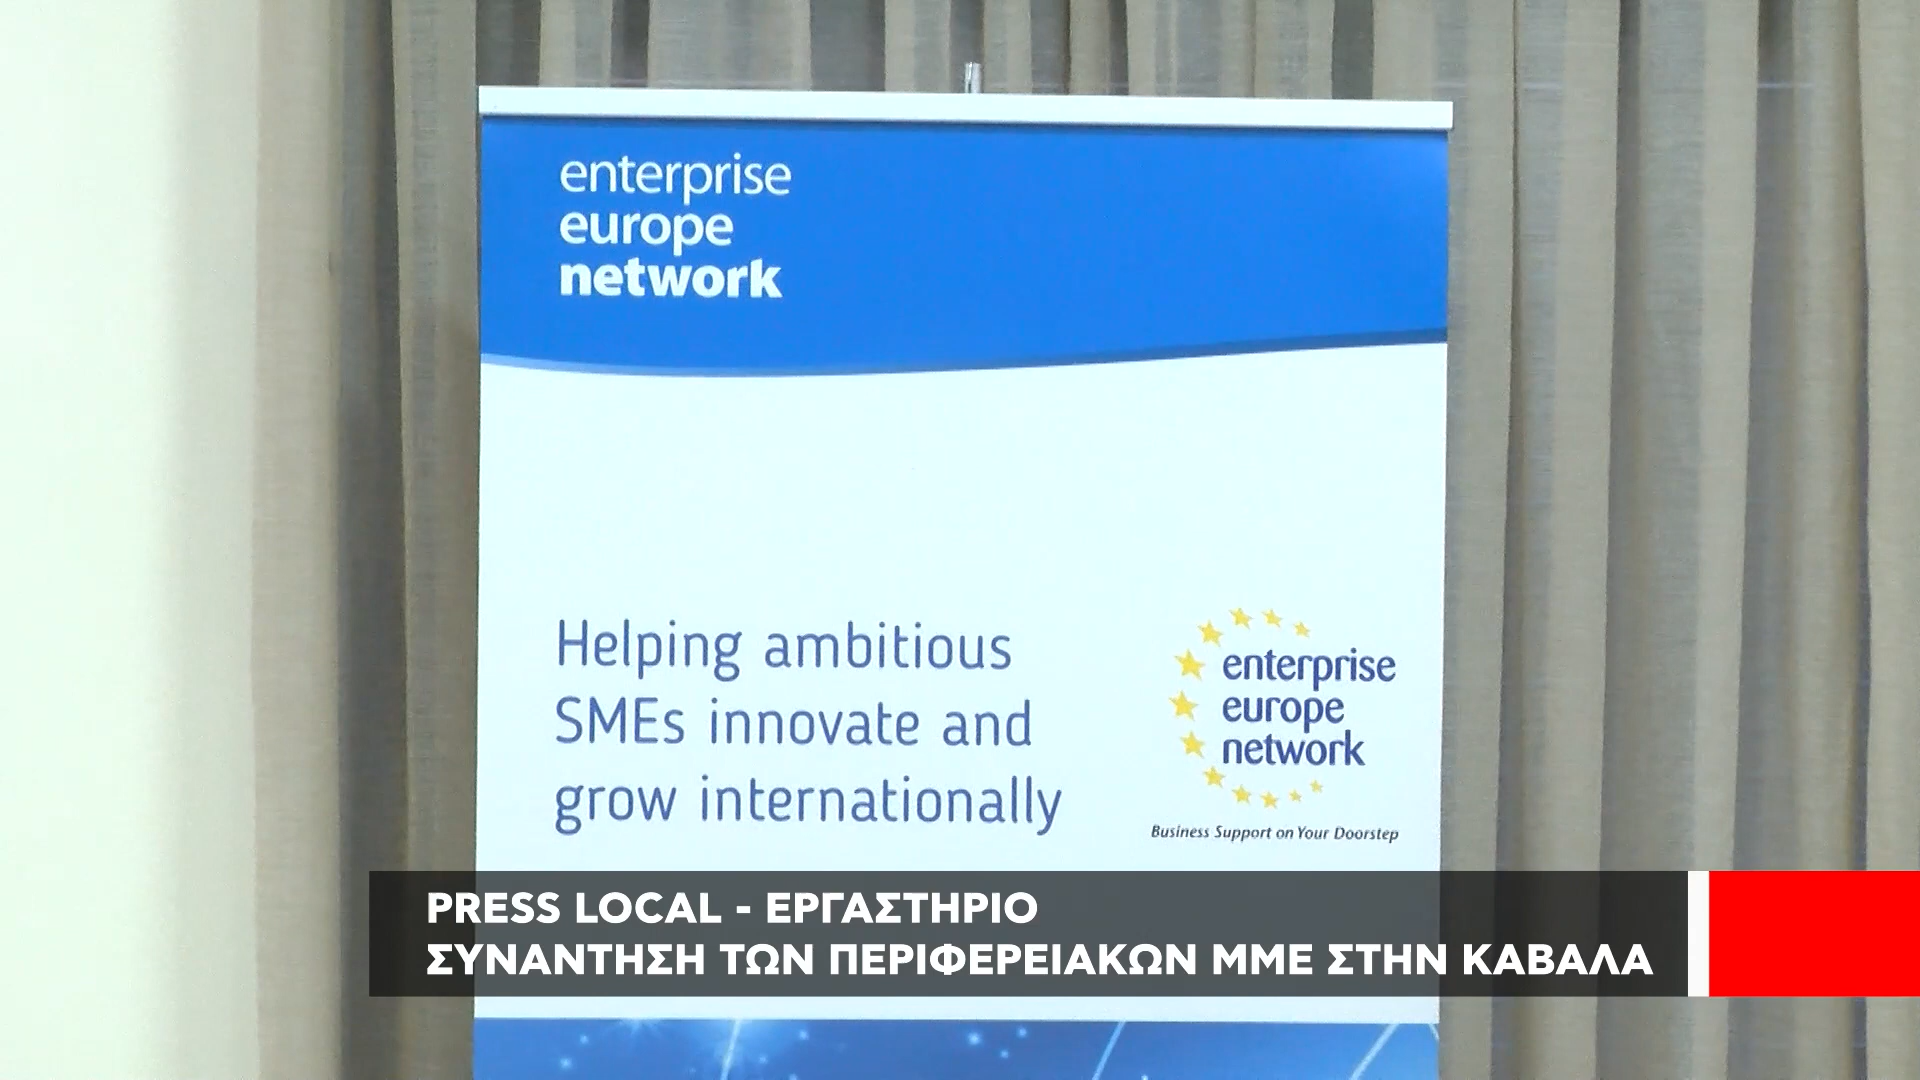 enterprise
europe
network
Helping ambitious
SMEs innovate and
grow internationally
enterprise
europe
network
Business Support on Your Doorstep
PRESS LOCAL - ΕΡΓΑΣΤΗΡΙΟ
ΣΥΝΑΝΤΗΣΗ ΤΩΝ ΠΕΡΙΦΕΡΕΙΑΚΩΝ ΜΜΕ ΣΤΗΝ ΚΑΒΑΛΑ